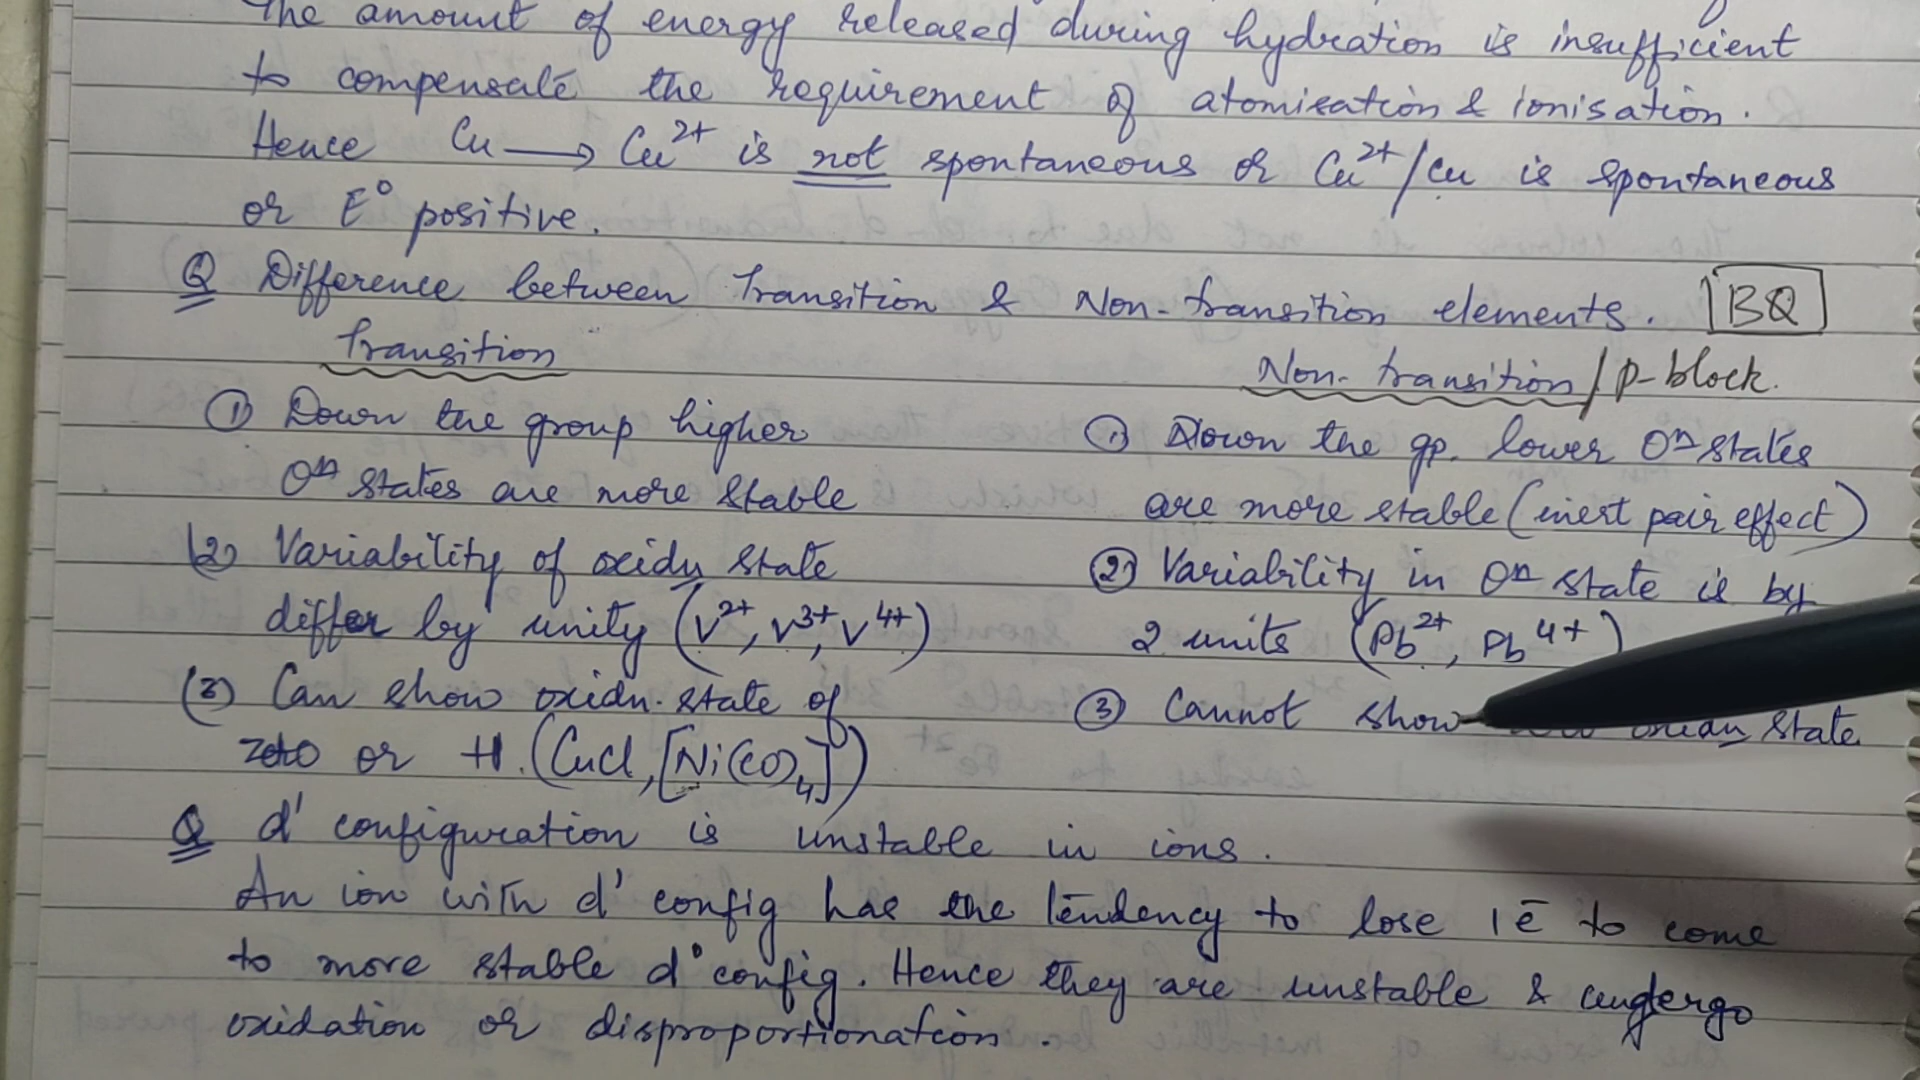 The amount of energy released during hydration is insufficient
to compensate the requirement of atomisation & ionisation.
Hence Cu → Cu²⁺ is not spontaneous or Cu²⁺/Cu is spontaneous
or E° positive.
Q Difference between Transition & Non-transition elements. BQ
Transition
Non-transition / p-block.
① Down the group higher
Oⁿ states are more stable
(2) Variability of oxidn state
differ by unity (V²⁺, V³⁺, V⁴⁺)
(3) Can show oxidn. state of
zero or +1. (CuCl, [Ni(CO)₄])
① Down the gp. lower Oⁿ states
are more stable (inert pair effect)
② Variability in Oⁿ state is by
2 units (Pb²⁺, Pb⁴⁺)
③ Cannot show oxidn state
Q d¹ configuration is unstable in ions.
An ion with d¹ config has the tendency to lose 1ē to come
to more stable d° config. Hence they are unstable & undergo
oxidation or disproportionation.